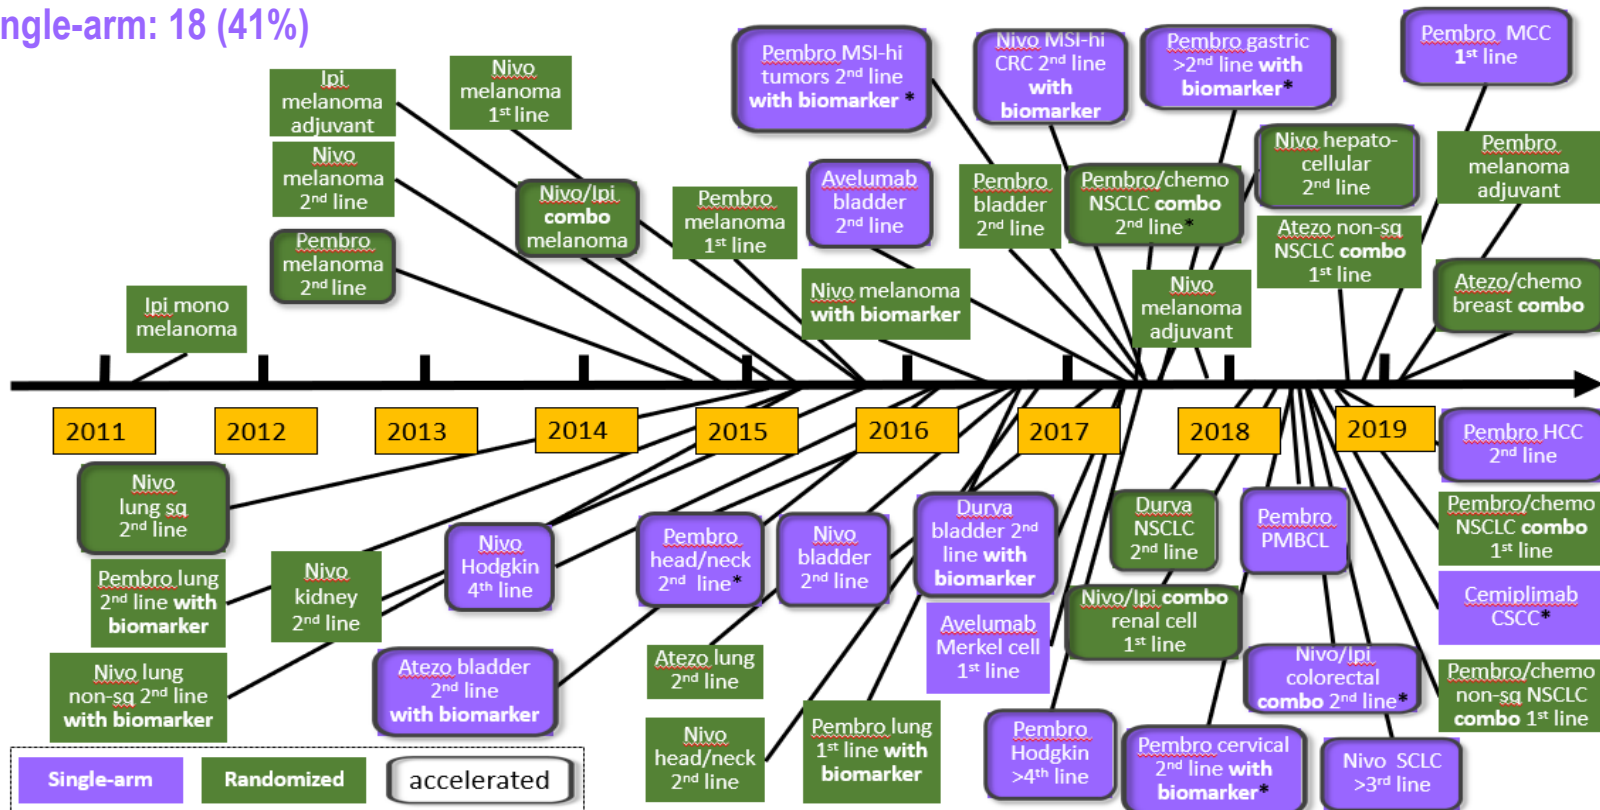 ngle-arm: 18 (41%)
Ipi
melanoma
adjuvant
Nivo
melanoma
1st line
Nivo
melanoma
2nd line
Pembro
melanoma
2nd line
Ipi mono
melanoma
Nivo/Ipi
combo
melanoma
Pembro
melanoma
1st line
Pembro MSI-hi
tumors 2nd line
with biomarker *
Avelumab
bladder
2nd line
Nivo melanoma
with biomarker
Nivo MSI-hi
CRC 2nd line
with
biomarker
Pembro
bladder
2nd line
Pembro/chemo
NSCLC combo
2nd line*
Pembro gastric
>2nd line with
biomarker*
Nivo
melanoma
adjuvant
Nivo hepato-
cellular
2nd line
Atezo non-sq
NSCLC combo
1st line
Pembro MCC
1st line
Pembro
melanoma
adjuvant
Atezo/chemo
breast combo
2011
2012
2013
2014
2015
2016
2017
2018
2019
Nivo
lung sq
2nd line
Pembro lung
2nd line with
biomarker
Nivo lung
non-sq 2nd line
with biomarker
Nivo
kidney
2nd line
Nivo
Hodgkin
4th line
Atezo bladder
2nd line
with biomarker
Pembro
head/neck
2nd line*
Atezo lung
2nd line
Nivo
head/neck
2nd line
Nivo
bladder
2nd line
Pembro lung
1st line with
biomarker
Durva
bladder 2nd
line with
biomarker
Avelumab
Merkel cell
1st line
Pembro
Hodgkin
>4th line
Durva
NSCLC
2nd line
Nivo/Ipi combo
renal cell
1st line
Pembro cervical
2nd line with
biomarker*
Pembro
PMBCL
Nivo/Ipi
colorectal
combo 2nd line*
Nivo SCLC
>3rd line
Pembro HCC
2nd line
Pembro/chemo
NSCLC combo
1st line
Cemiplimab
CSCC*
Pembro/chemo
non-sq NSCLC
combo 1st line
Single-arm
Randomized
accelerated